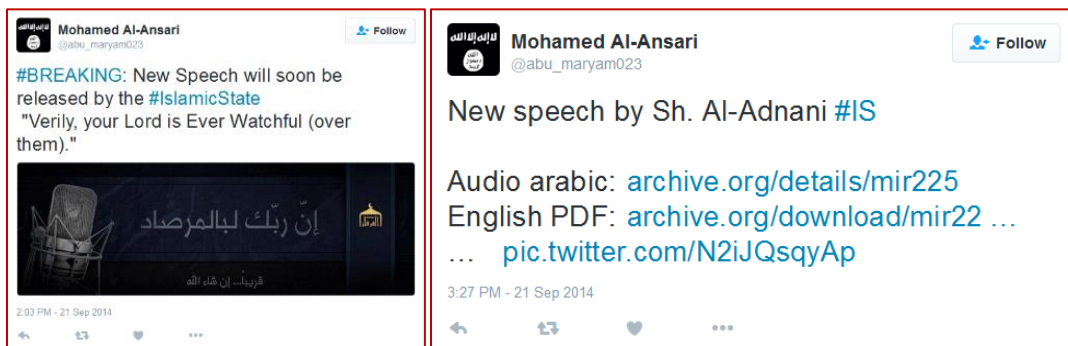 Mohamed Al-Ansari
@abu_maryam023
Follow
#BREAKING: New Speech will soon be
released by the #IslamicState
"Verily, your Lord is Ever Watchful (over
them)."
إنّ ربّك لبالمرصاد
قريباً... إن شاء الله
2:03 PM - 21 Sep 2014
Mohamed Al-Ansari
@abu_maryam023
Follow
New speech by Sh. Al-Adnani #IS
Audio arabic: archive.org/details/mir225
English PDF: archive.org/download/mir22 ...
... pic.twitter.com/N2iJQsqyAp
3:27 PM - 21 Sep 2014